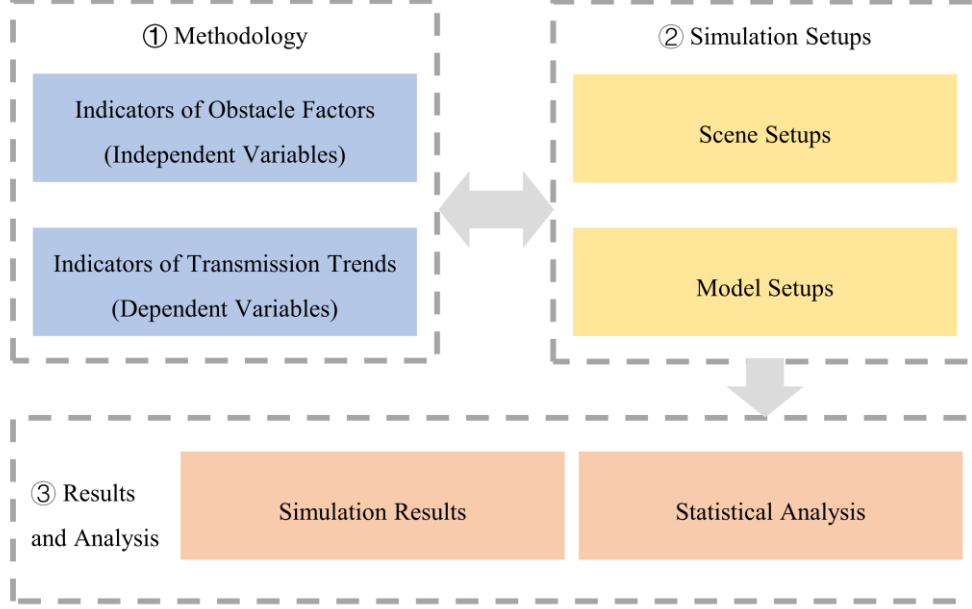 ① Methodology
Indicators of Obstacle Factors
(Independent Variables)
Indicators of Transmission Trends
(Dependent Variables)
② Simulation Setups
Scene Setups
Model Setups
③ Results
and Analysis
Simulation Results
Statistical Analysis